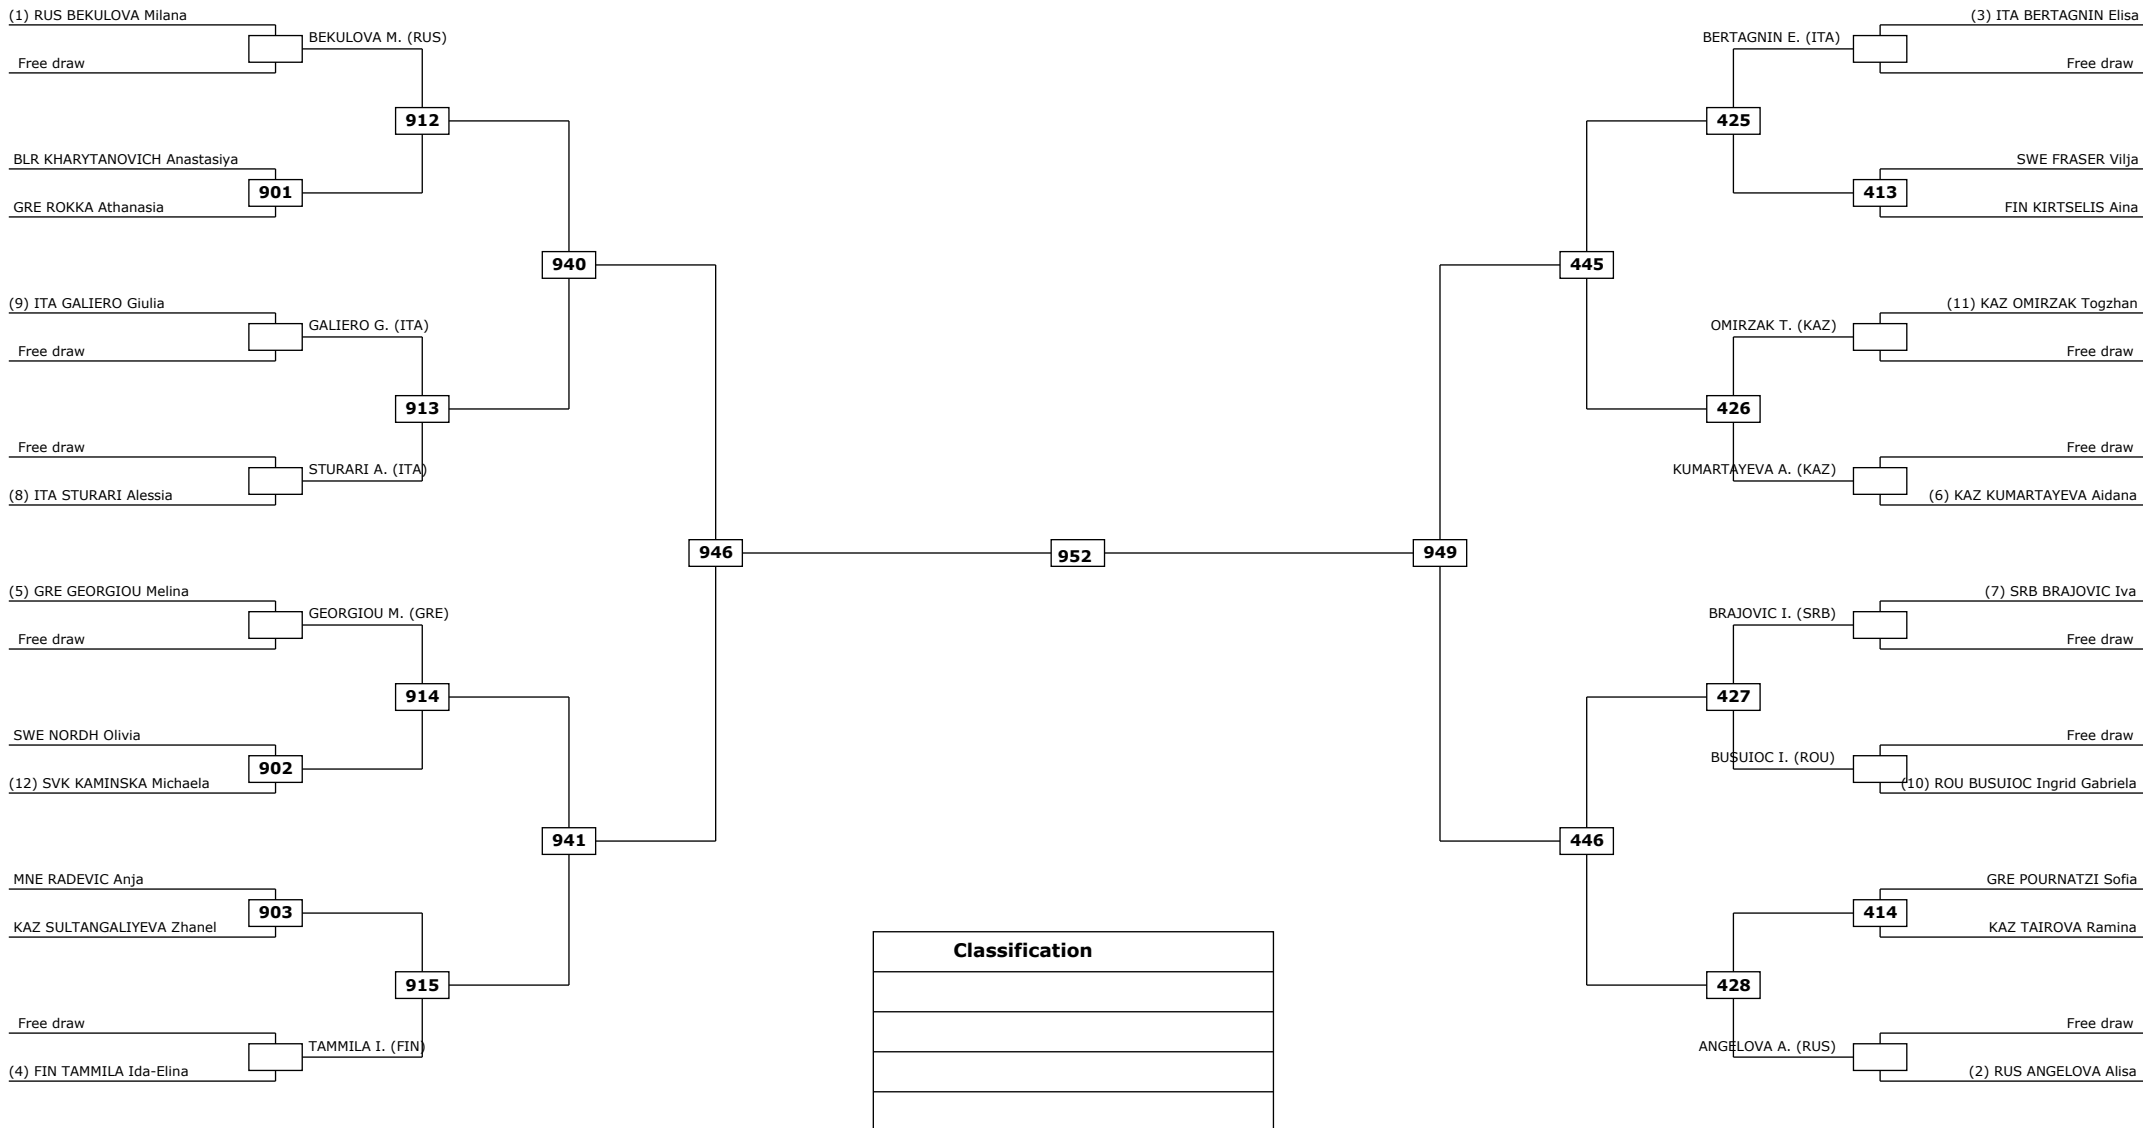 (1) RUS BEKULOVA Milana
BEKULOVA M. (RUS)
Free draw
912
BLR KHARYTANOVICH Anastasiya
901
GRE ROKKA Athanasia
940
(9) ITA GALIERO Giulia
GALIERO G. (ITA)
Free draw
913
Free draw
STURARI A. (ITA)
(8) ITA STURARI Alessia
946
(5) GRE GEORGIOU Melina
GEORGIOU M. (GRE)
Free draw
914
SWE NORDH Olivia
902
(12) SVK KAMINSKA Michaela
941
MNE RADEVIC Anja
903
KAZ SULTANGALIYEVA Zhanel
915
Free draw
TAMMILA I. (FIN)
(4) FIN TAMMILA Ida-Elina
952
(3) ITA BERTAGNIN Elisa
BERTAGNIN E. (ITA)
Free draw
425
SWE FRASER Vilja
413
FIN KIRTSELIS Aina
445
(11) KAZ OMIRZAK Togzhan
OMIRZAK T. (KAZ)
Free draw
426
Free draw
KUMARTAYEVA A. (KAZ)
(6) KAZ KUMARTAYEVA Aidana
949
(7) SRB BRAJOVIC Iva
BRAJOVIC I. (SRB)
Free draw
427
Free draw
BUSUIOC I. (ROU)
(10) ROU BUSUIOC Ingrid Gabriela
446
GRE POURNATZI Sofia
414
KAZ TAIROVA Ramina
428
Free draw
ANGELOVA A. (RUS)
(2) RUS ANGELOVA Alisa
Classification